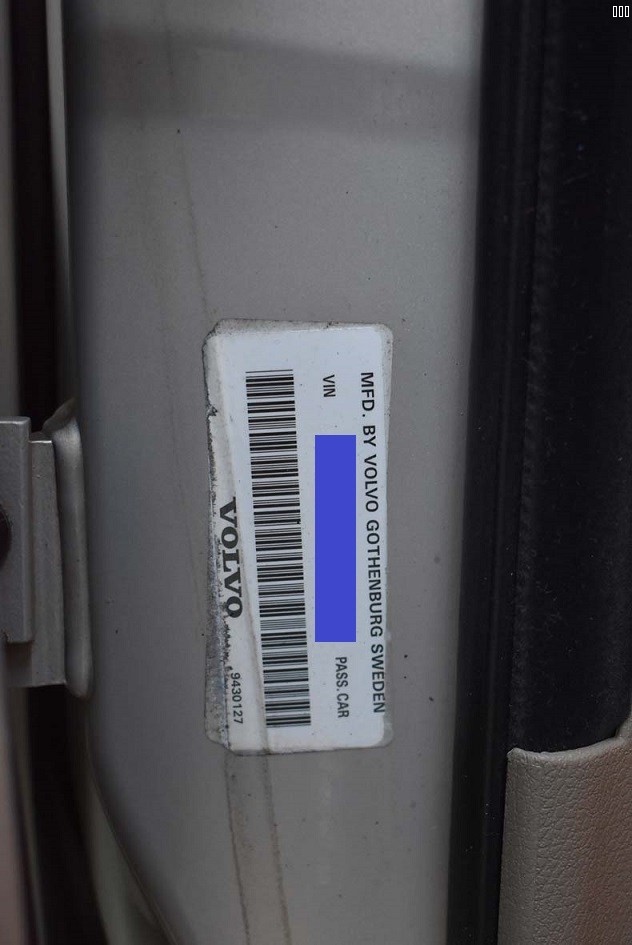 MFD. BY VOLVO GOTHENBURG SWEDEN
VIN
PASS.CAR
VOLVO
9430127